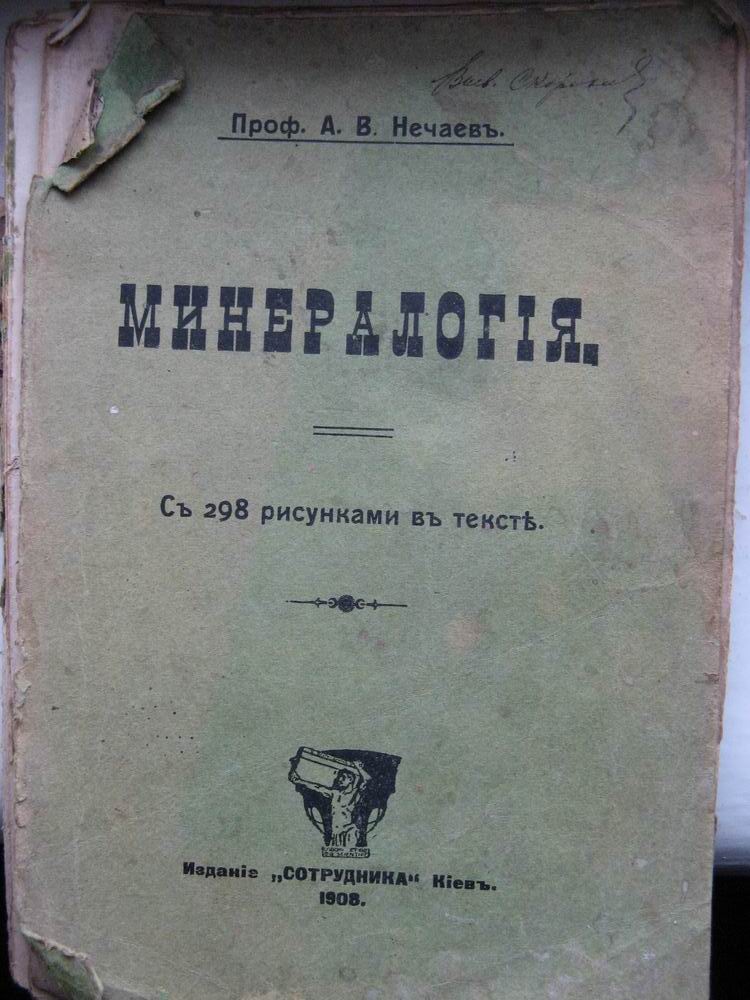 Проф. А. В. Нечаевъ.
МИНЕРАЛОГІЯ.
Съ 298 рисунками въ текстѣ.
Изданіе „СОТРУДНИКА“ Кіевъ.
1908.